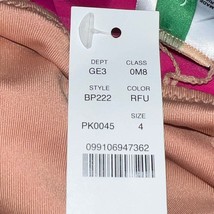 DEPT CLASS
GE3 0M8
STYLE COLOR
BP222 RFU
SIZE
PK0045 4
099106947362